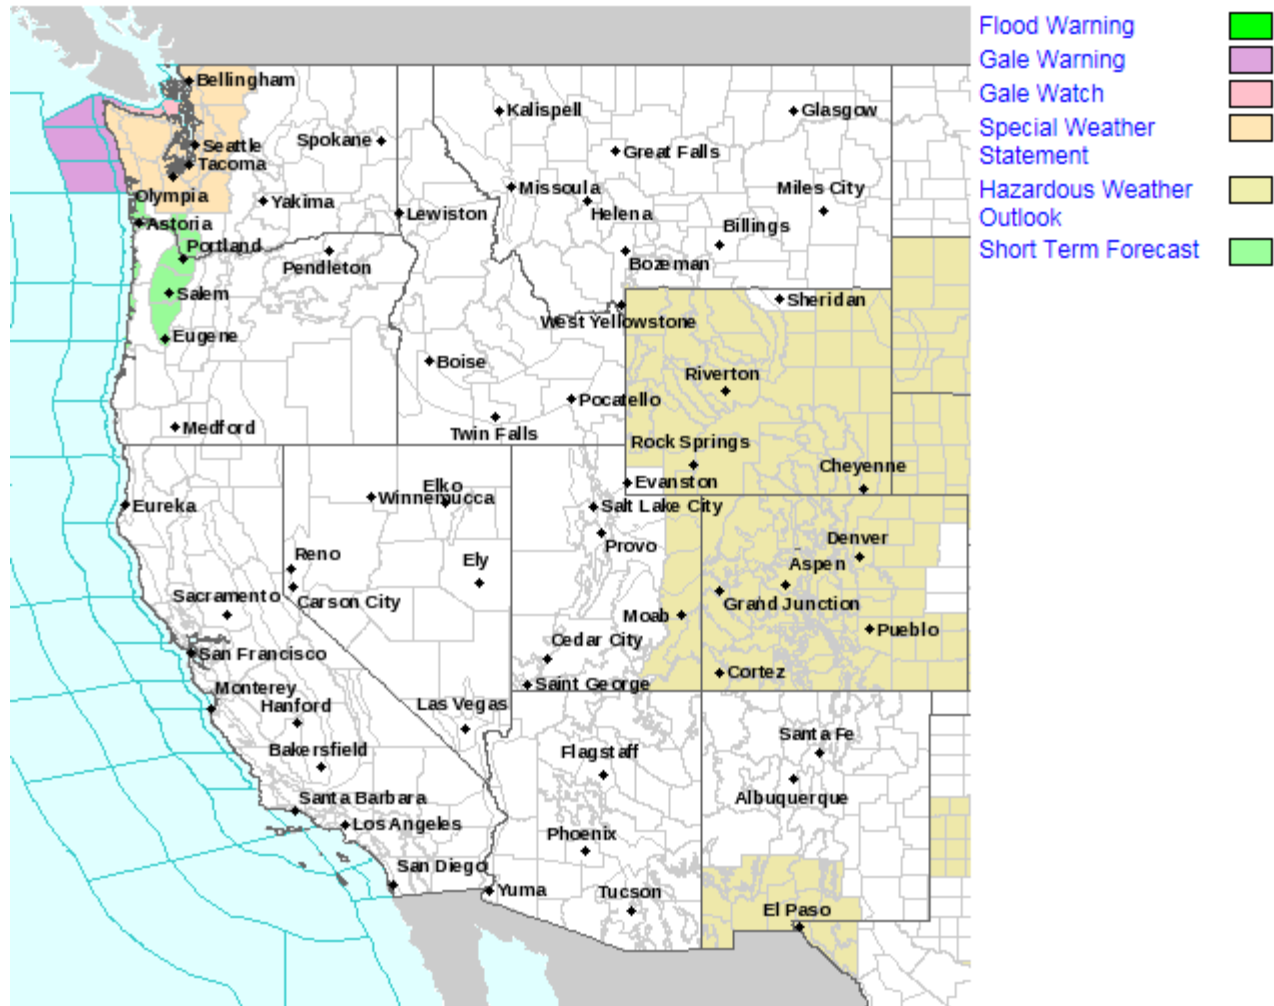 Flood Warning
Gale Warning
Gale Watch
Special Weather
Statement
Hazardous Weather
Outlook
Short Term Forecast
Bellingham
Kalispell
Glasgow
Spokane
Seattle
Great Falls
Tacoma
Missoula
Miles City
Olympia
Yakima
Lewiston
Helena
Astoria
Billings
Portland
Pendleton
Bozeman
Salem
Sheridan
West Yellowstone
Eugene
Boise
Riverton
Pocatello
Medford
Twin Falls
Rock Springs
Cheyenne
Elko
Evanston
Winnemucca
Eureka
Salt Lake City
Provo
Denver
Reno
Ely
Aspen
Sacramento
Carson City
Grand Junction
Moab
Pueblo
Cedar City
San Francisco
Cortez
Saint George
Monterey
Hanford
Las Vegas
Santa Fe
Bakersfield
Flagstaff
Santa Barbara
Albuquerque
Los Angeles
Phoenix
San Diego
Yuma
Tucson
El Paso